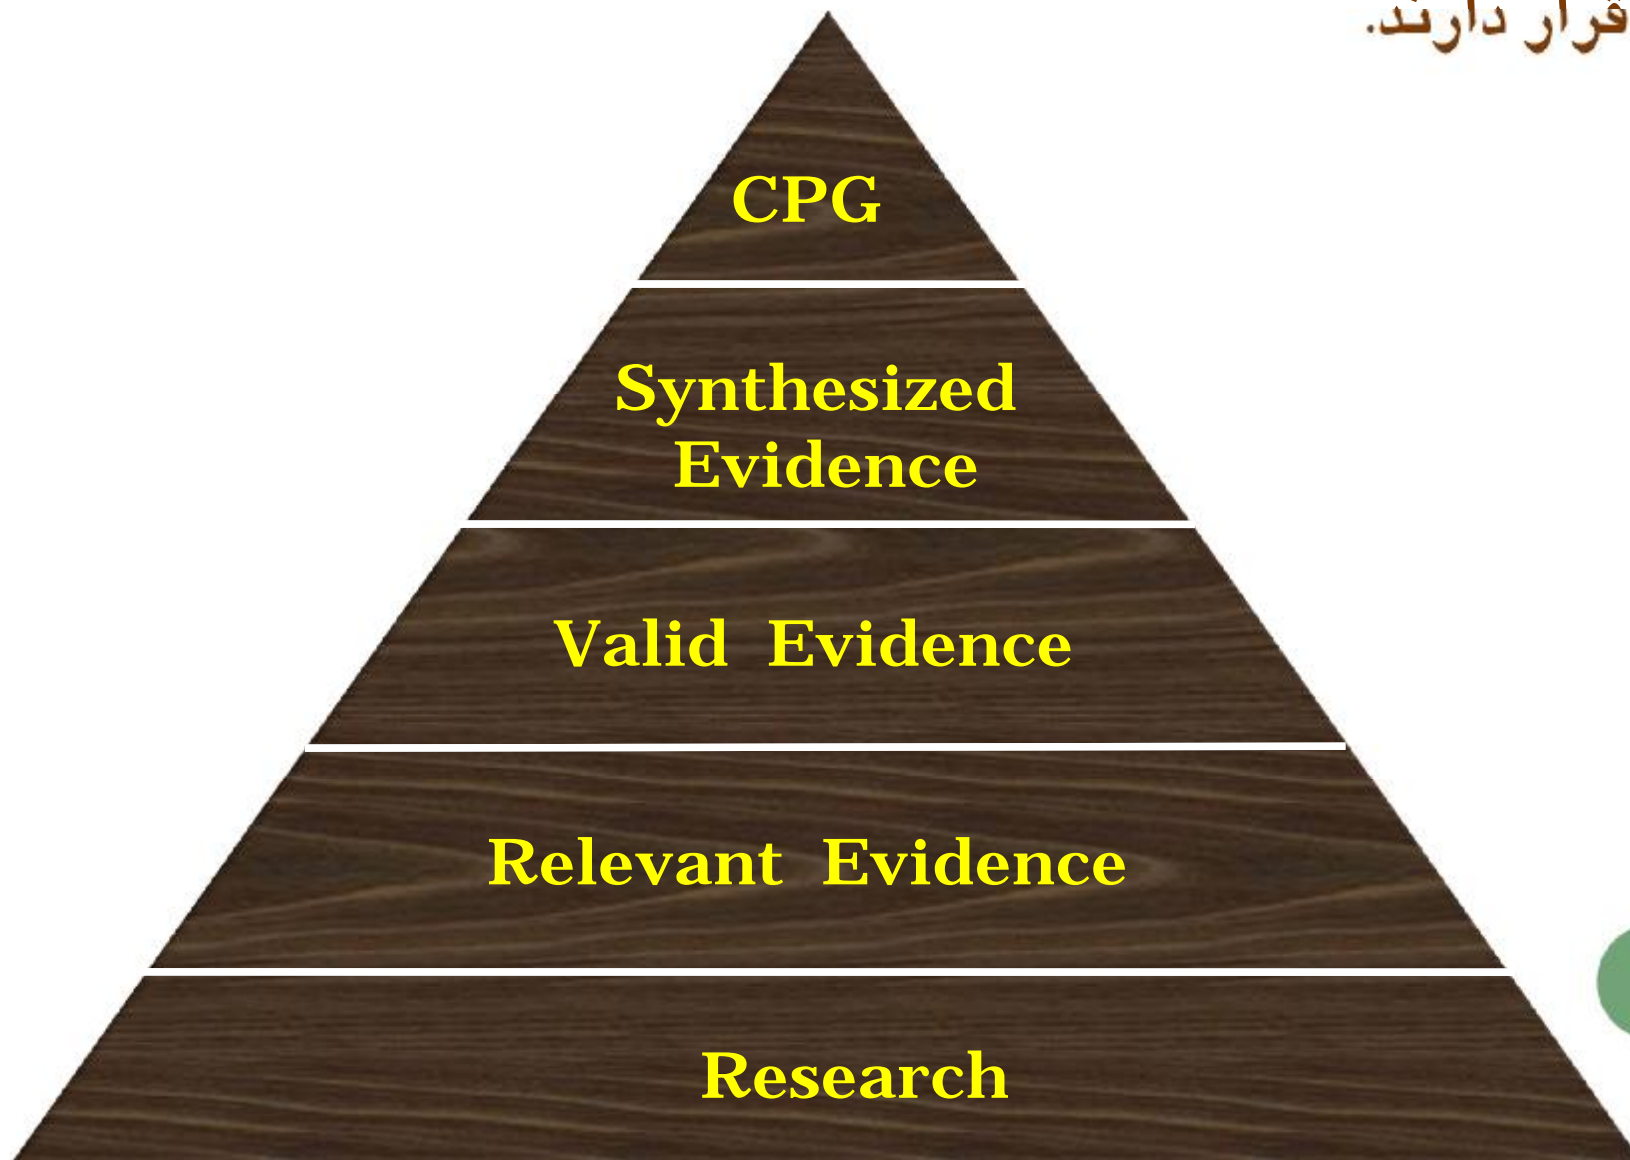 قرار دارند.
CPG
Synthesized
Evidence
Valid Evidence
Relevant Evidence
Research